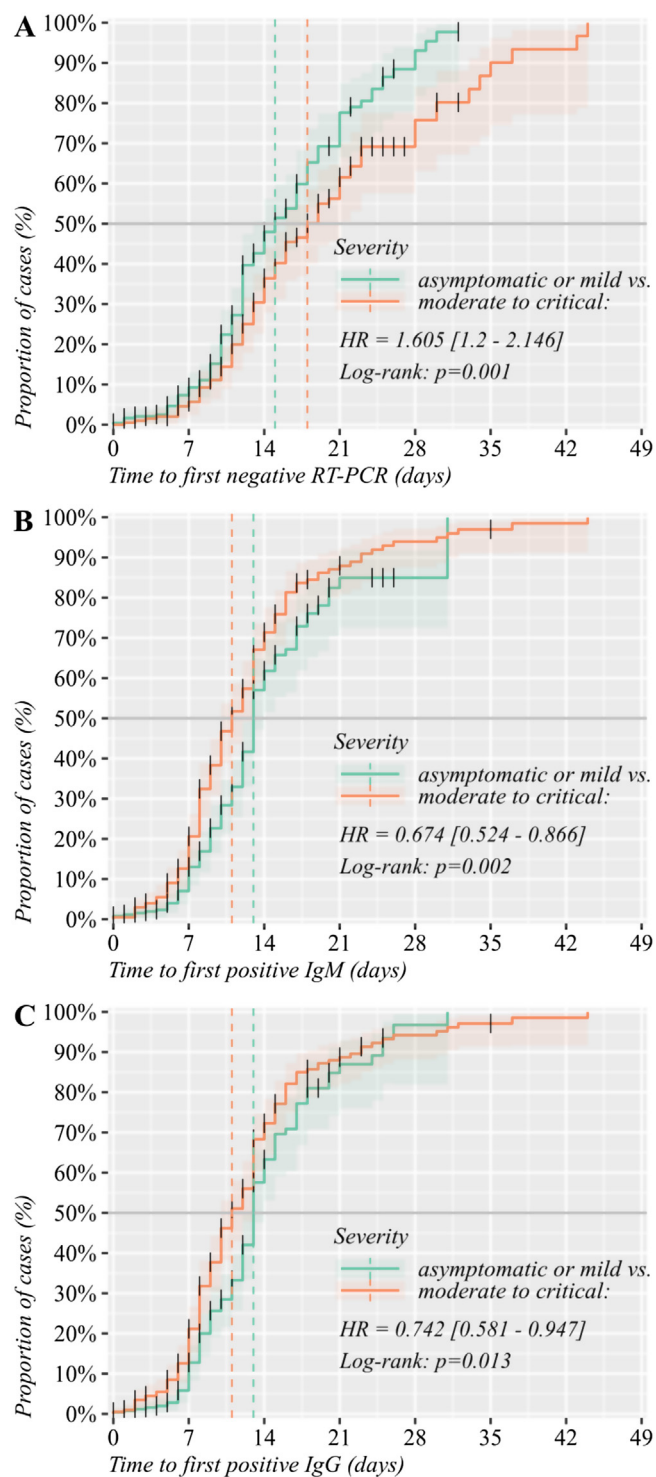 A
100%
90%
80%
70%
60%
50%
40%
30%
20%
10%
0%
Proportion of cases (%)
Severity
asymptomatic or mild vs.
moderate to critical:
HR = 1.605 [1.2 - 2.146]
Log-rank: p=0.001
0 7 14 21 28 35 42 49
Time to first negative RT-PCR (days)
B
100%
90%
80%
70%
60%
50%
40%
30%
20%
10%
0%
Proportion of cases (%)
Severity
asymptomatic or mild vs.
moderate to critical:
HR = 0.674 [0.524 - 0.866]
Log-rank: p=0.002
0 7 14 21 28 35 42 49
Time to first positive IgM (days)
C
100%
90%
80%
70%
60%
50%
40%
30%
20%
10%
0%
Proportion of cases (%)
Severity
asymptomatic or mild vs.
moderate to critical:
HR = 0.742 [0.581 - 0.947]
Log-rank: p=0.013
0 7 14 21 28 35 42 49
Time to first positive IgG (days)